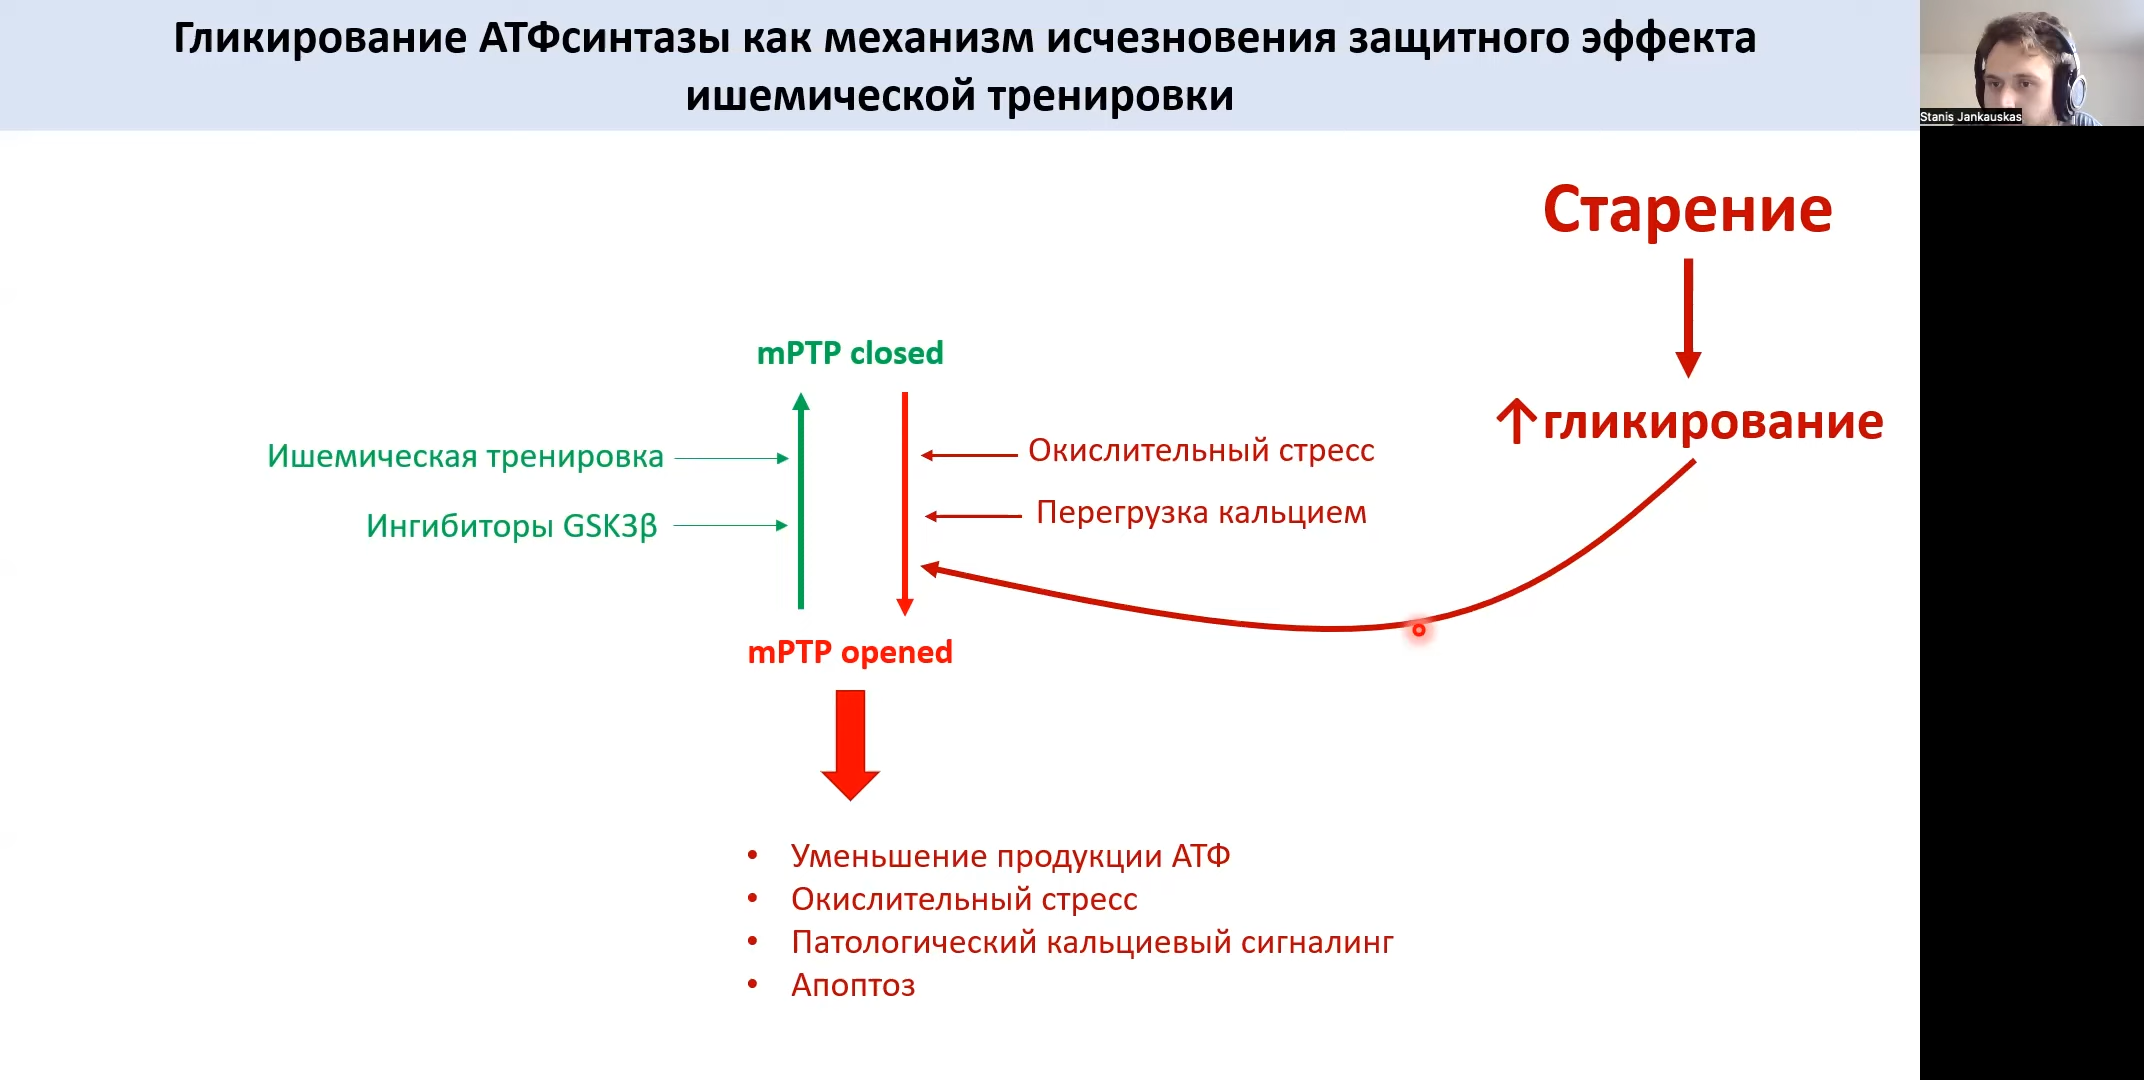 Гликирование АТФсинтазы как механизм исчезновения защитного эффекта
ишемической тренировки
Stanis Jankauskas
Старение
↑гликирование
mPTP closed
Ишемическая тренировка
Окислительный стресс
Ингибиторы GSK3β
Перегрузка кальцием
mPTP opened
• Уменьшение продукции АТФ
• Окислительный стресс
• Патологический кальциевый сигналинг
• Апоптоз